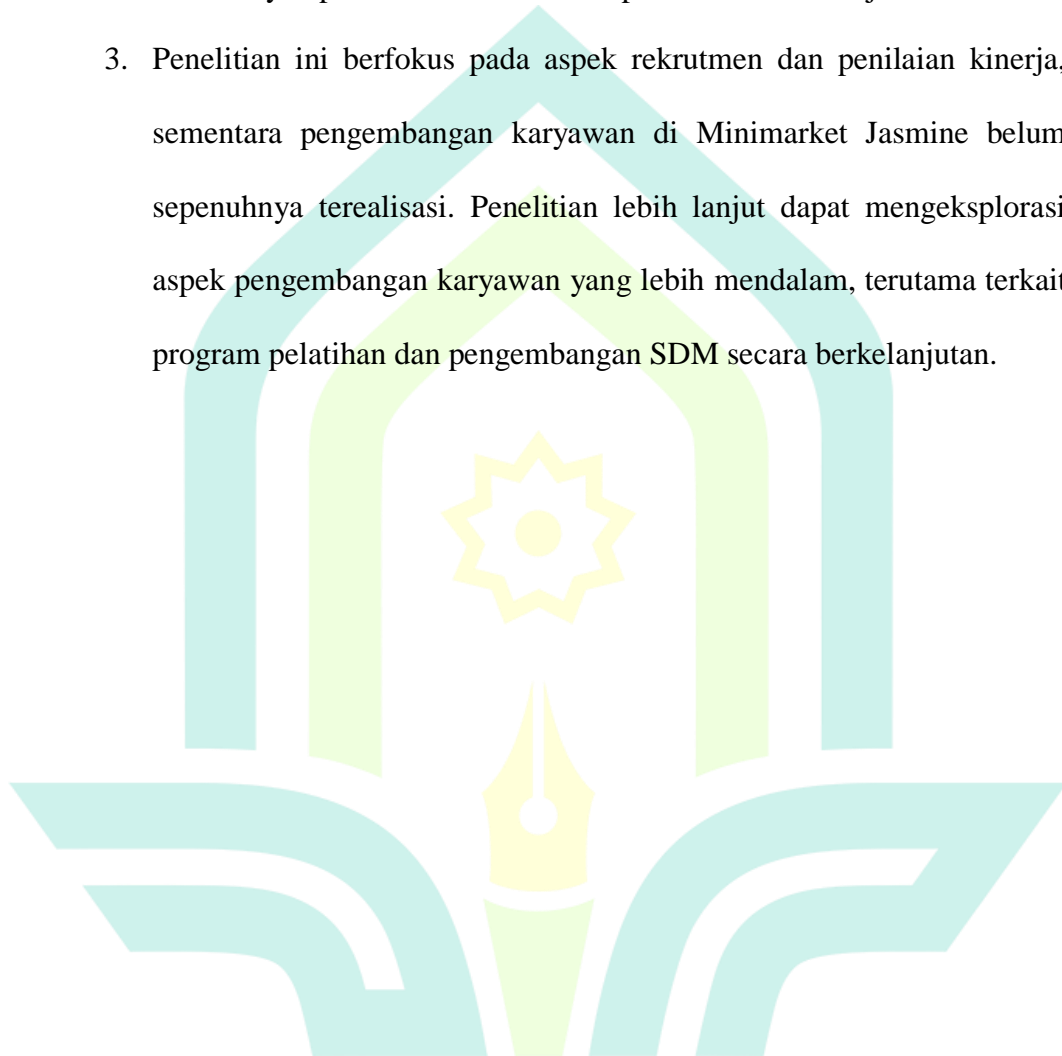 3. Penelitian ini berfokus pada aspek rekrutmen dan penilaian kinerja,
sementara pengembangan karyawan di Minimarket Jasmine belum
sepenuhnya terealisasi. Penelitian lebih lanjut dapat mengeksplorasi
aspek pengembangan karyawan yang lebih mendalam, terutama terkait
program pelatihan dan pengembangan SDM secara berkelanjutan.